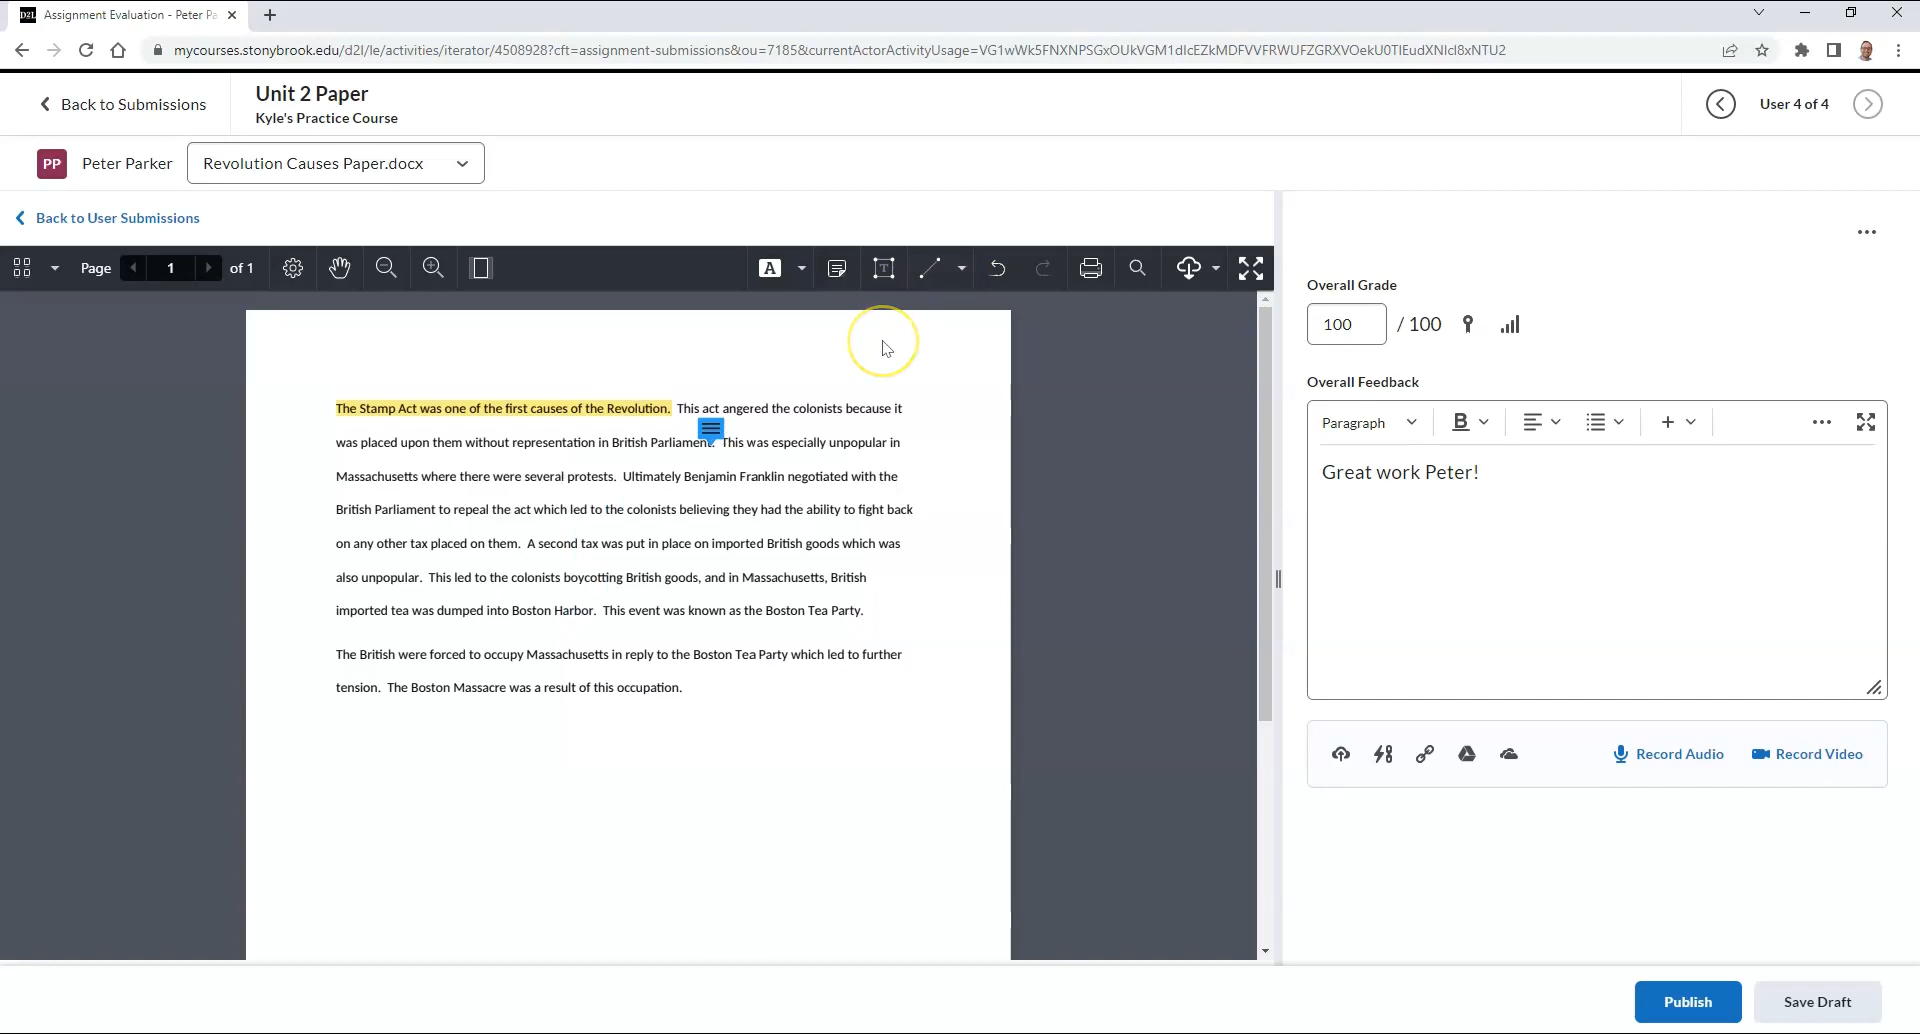 D2L Assignment Evaluation - Peter Pa
mycourses.stonybrook.edu/d2l/le/activities/iterator/4508928?cft=assignment-submissions&ou=7185&currentActorActivityUsage=VG1wWk5FNXNPSGxOUkVGM1dIcEZkMDFVVFRWUFZGRXVOekU0TlEudXNlcl8xNTU2
Back to Submissions
Unit 2 Paper
Kyle's Practice Course
User 4 of 4
PP Peter Parker Revolution Causes Paper.docx
Back to User Submissions
Page 1 of 1
A T
The Stamp Act was one of the first causes of the Revolution. This act angered the colonists because it
was placed upon them without representation in British Parliament. This was especially unpopular in
Massachusetts where there were several protests. Ultimately Benjamin Franklin negotiated with the
British Parliament to repeal the act which led to the colonists believing they had the ability to fight back
on any other tax placed on them. A second tax was put in place on imported British goods which was
also unpopular. This led to the colonists boycotting British goods, and in Massachusetts, British
imported tea was dumped into Boston Harbor. This event was known as the Boston Tea Party.
The British were forced to occupy Massachusetts in reply to the Boston Tea Party which led to further
tension. The Boston Massacre was a result of this occupation.
Overall Grade
100 / 100
Overall Feedback
Paragraph B
Great work Peter!
Record Audio Record Video
Publish Save Draft